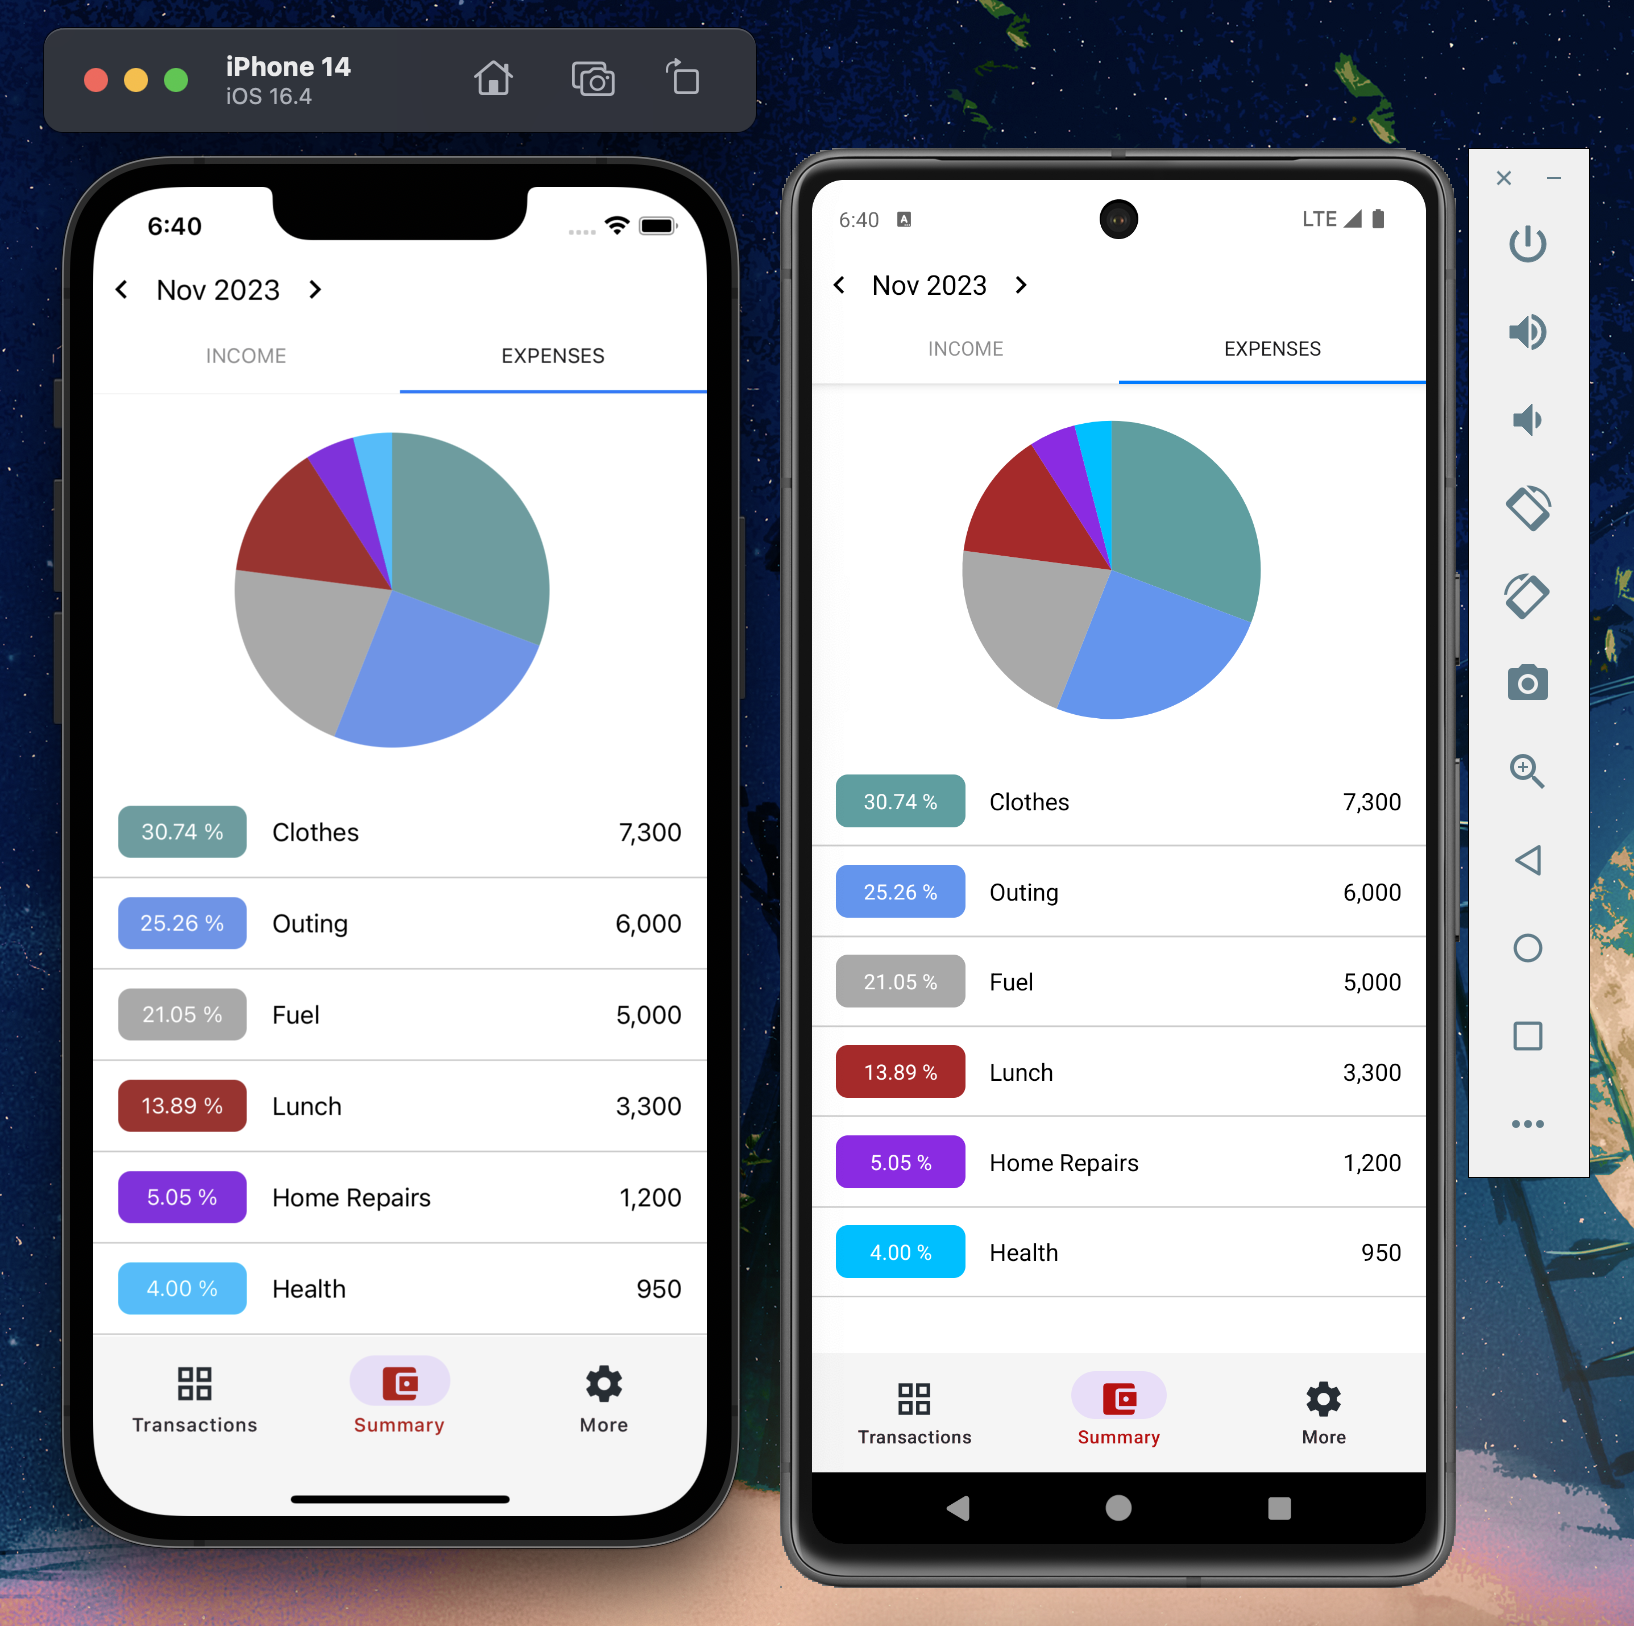 iPhone 14
iOS 16.4
6:40
Nov 2023
INCOME EXPENSES
30.74 % Clothes 7,300
25.26 % Outing 6,000
21.05 % Fuel 5,000
13.89 % Lunch 3,300
5.05 % Home Repairs 1,200
4.00 % Health 950
Transactions Summary More
6:40 A LTE
Nov 2023
INCOME EXPENSES
30.74 % Clothes 7,300
25.26 % Outing 6,000
21.05 % Fuel 5,000
13.89 % Lunch 3,300
5.05 % Home Repairs 1,200
4.00 % Health 950
Transactions Summary More